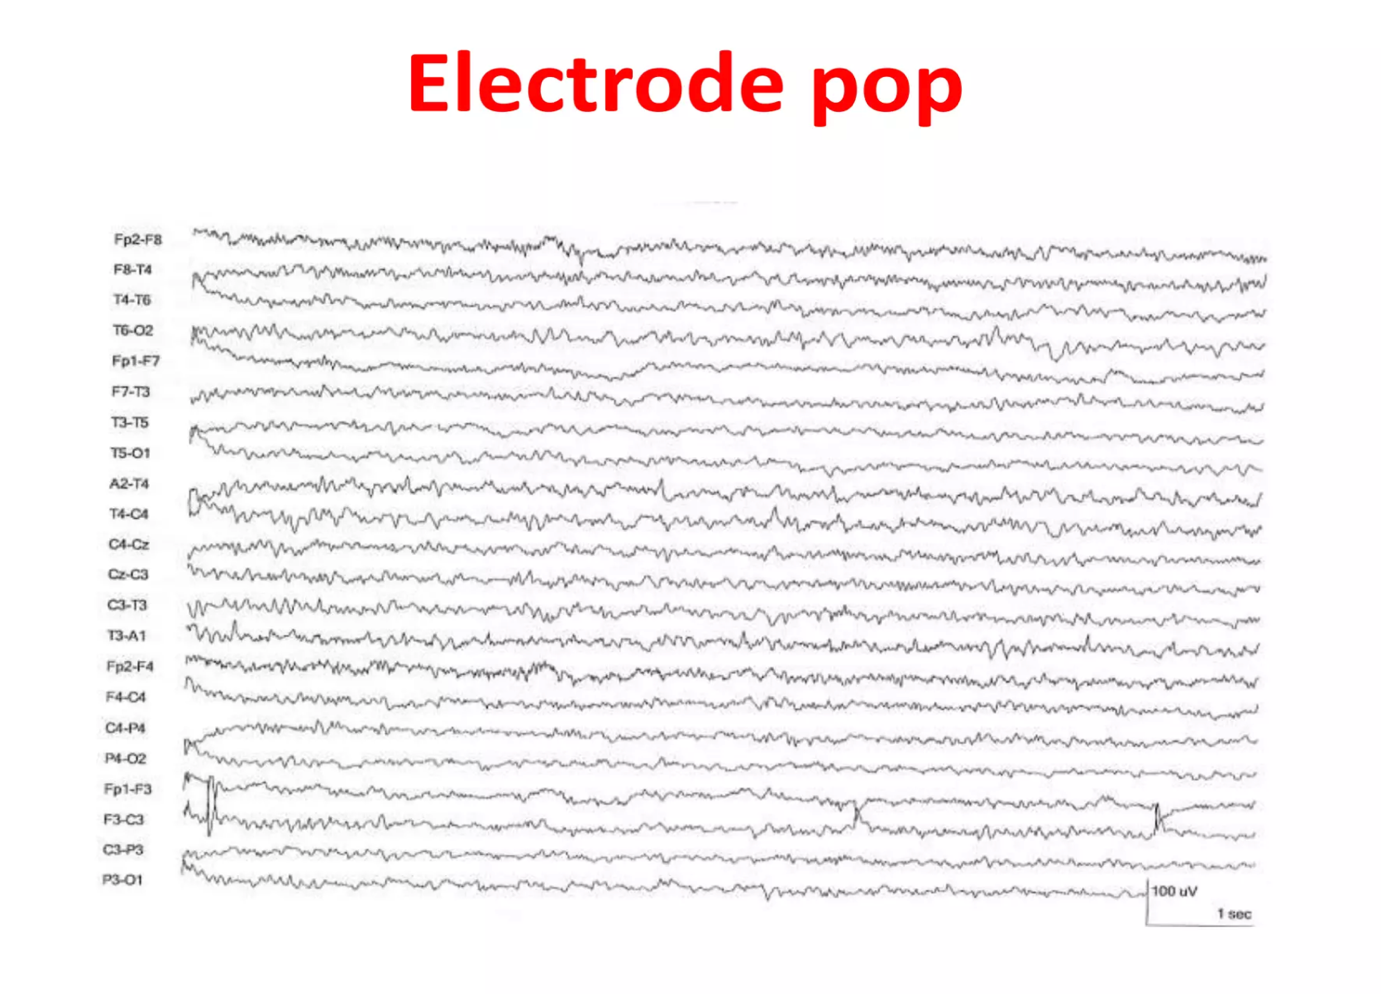 Electrode pop
Fp2-F8
F8-T4
T4-T6
T6-O2
Fp1-F7
F7-T3
T3-T5
T5-O1
A2-T4
T4-C4
C4-Cz
Cz-C3
C3-T3
T3-A1
Fp2-F4
F4-C4
C4-P4
P4-O2
Fp1-F3
F3-C3
C3-P3
P3-O1
100 uV
1 sec